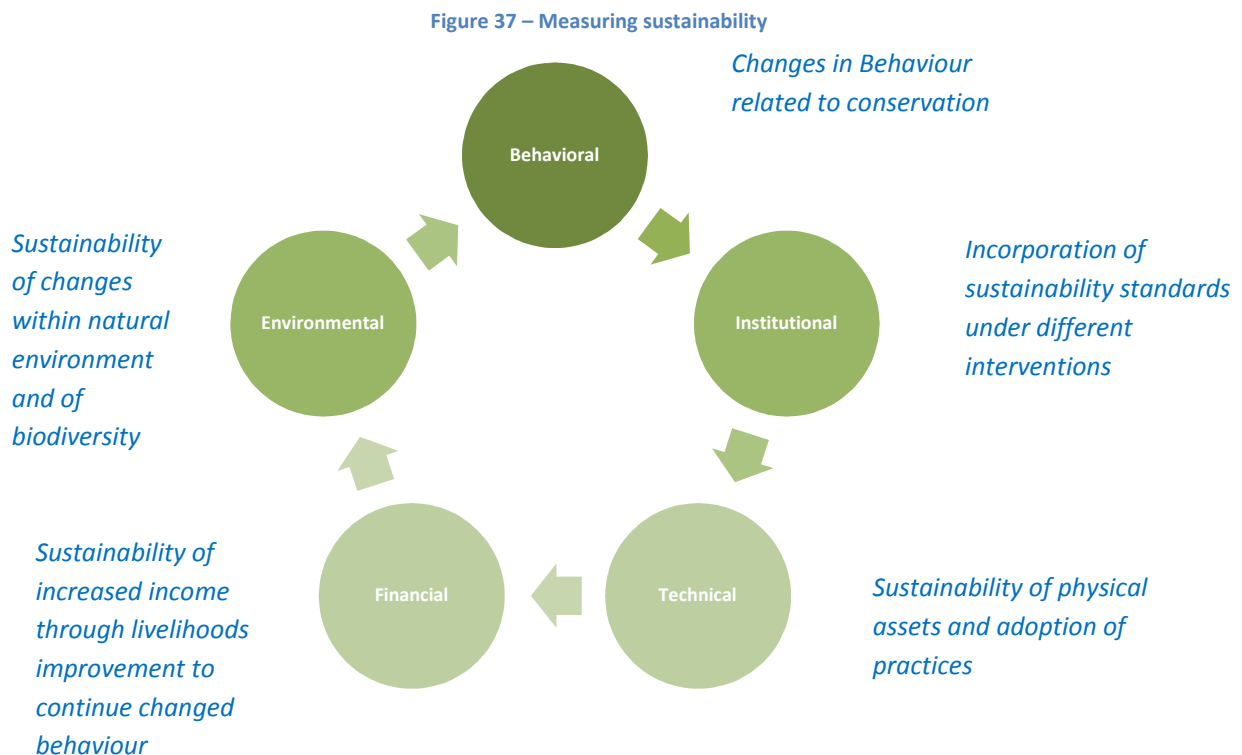 Figure 37 – Measuring sustainability
Changes in Behaviour
related to conservation
Behavioral
Sustainability
of changes
within natural
environment
and of
biodiversity
Environmental
Institutional
Incorporation of
sustainability standards
under different
interventions
Sustainability of
increased income
through livelihoods
improvement to
continue changed
behaviour
Financial
Technical
Sustainability of physical
assets and adoption of
practices